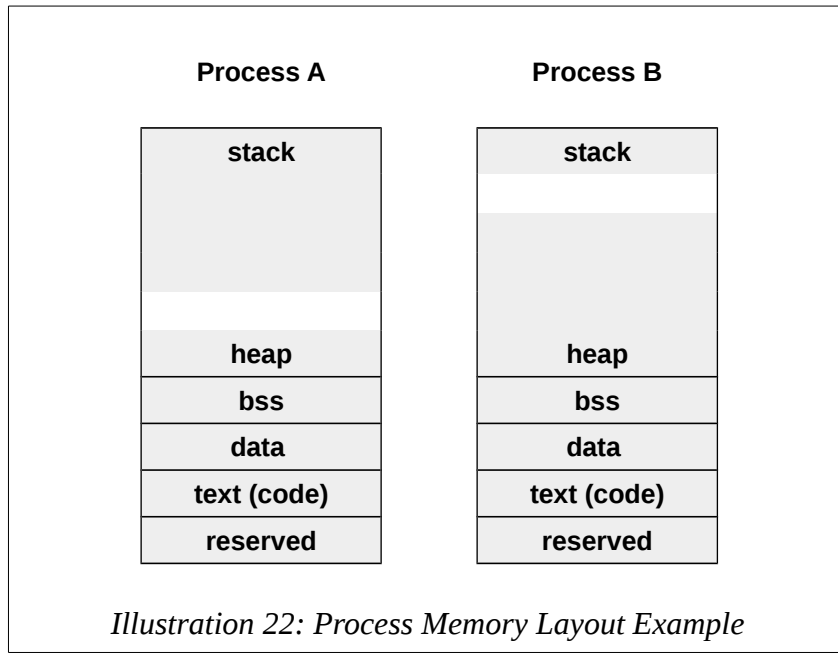 Process A Process B
stack stack
heap heap
bss bss
data data
text (code) text (code)
reserved reserved
Illustration 22: Process Memory Layout Example